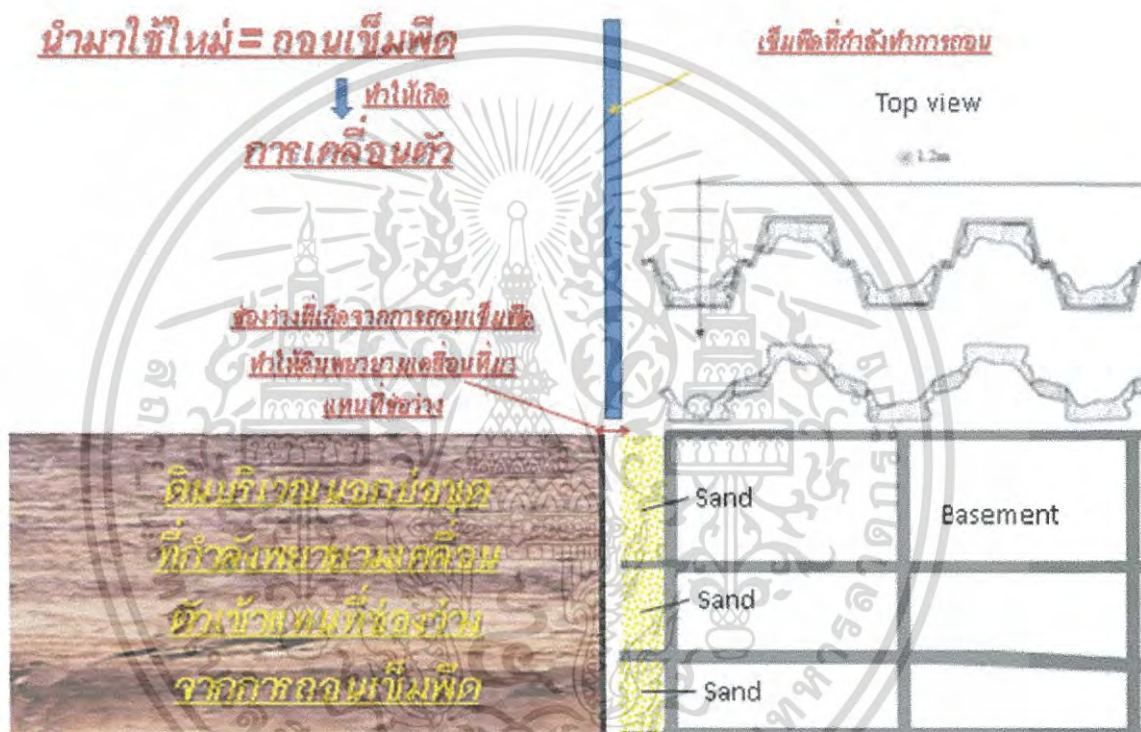 นำมาใช้ใหม่ = ถอนเข็มพืด
ทำให้เกิด
การเคลื่อนตัว
เข็มพืดที่กำลังทำการถอน
Top view
@ 1.2m
ช่องว่างที่เกิดจากการถอนเข็มพืด
ทำให้ดินพยายามเคลื่อนที่มา
แทนที่ช่องว่าง
ดินบริเวณนอกบ่อขุด
ที่กำลังพยายามเคลื่อน
ตัวเข้าแทนที่ช่องว่าง
จากการถอนเข็มพืด
Sand
Basement
Sand
Sand